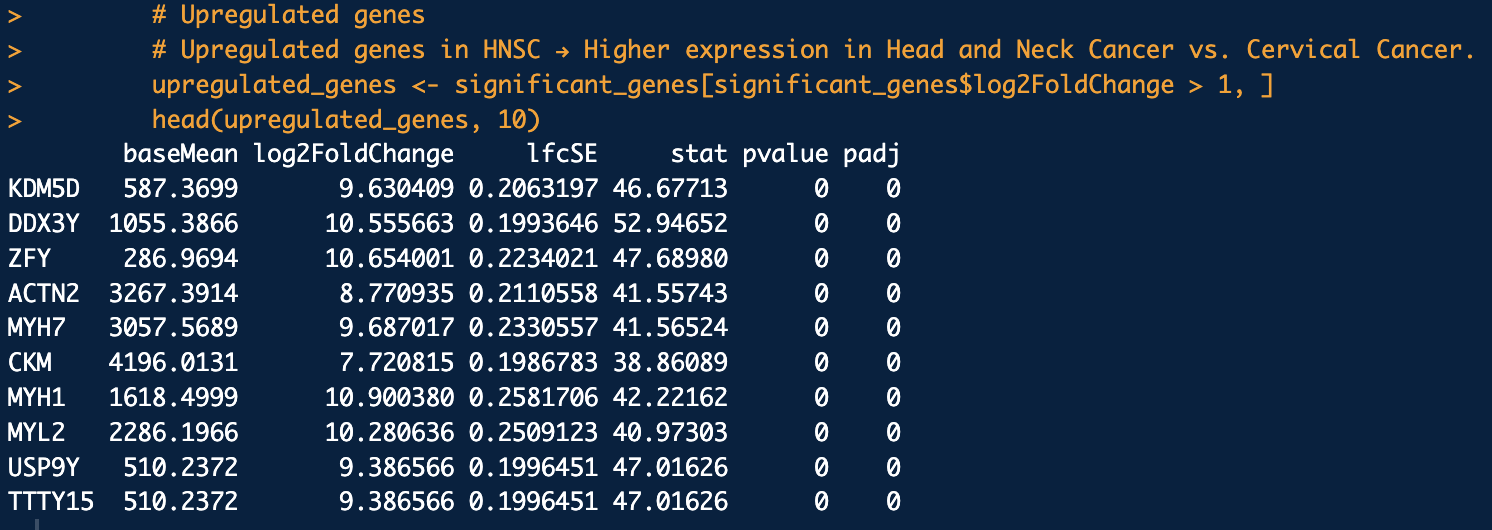 >         # Upregulated genes
>         # Upregulated genes in HNSC → Higher expression in Head and Neck Cancer vs. Cervical Cancer.
>         upregulated_genes <- significant_genes[significant_genes$log2FoldChange > 1, ]
>         head(upregulated_genes, 10)
        baseMean log2FoldChange     lfcSE     stat pvalue padj
KDM5D   587.3699       9.630409 0.2063197 46.67713      0    0
DDX3Y  1055.3866      10.555663 0.1993646 52.94652      0    0
ZFY     286.9694      10.654001 0.2234021 47.68980      0    0
ACTN2  3267.3914       8.770935 0.2110558 41.55743      0    0
MYH7   3057.5689       9.687017 0.2330557 41.56524      0    0
CKM    4196.0131       7.720815 0.1986783 38.86089      0    0
MYH1   1618.4999      10.900380 0.2581706 42.22162      0    0
MYL2   2286.1966      10.280636 0.2509123 40.97303      0    0
USP9Y   510.2372       9.386566 0.1996451 47.01626      0    0
TTTY15  510.2372       9.386566 0.1996451 47.01626      0    0